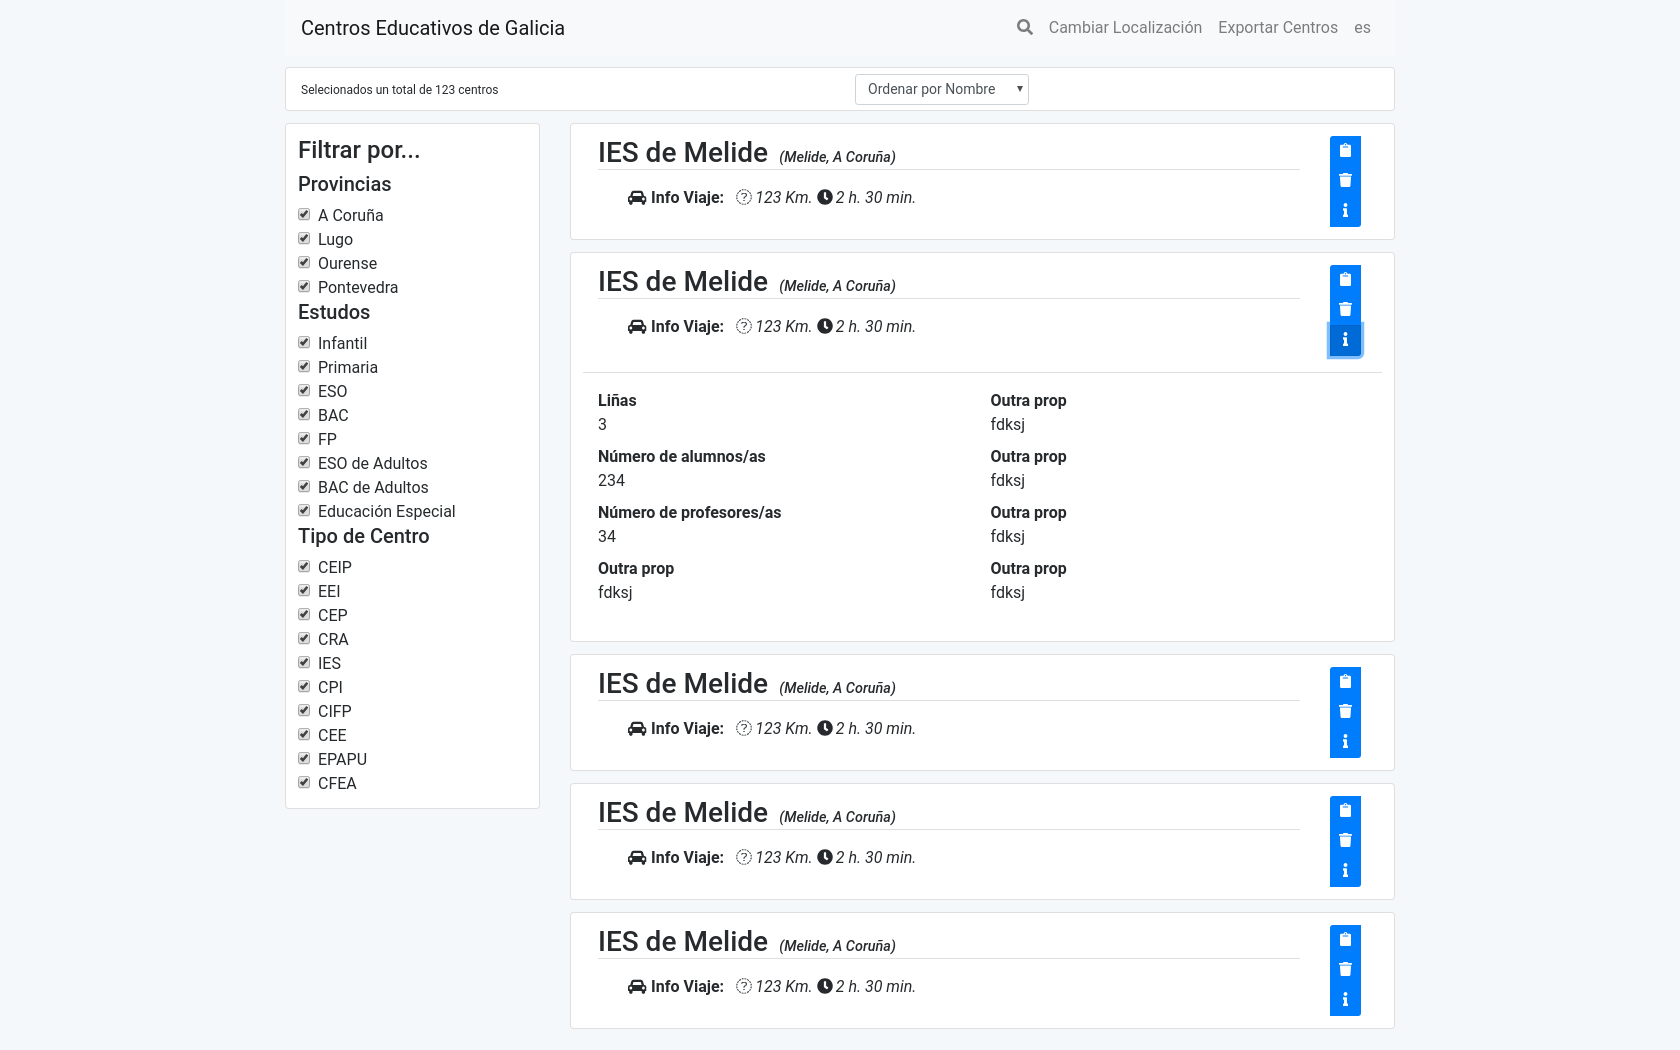 Centros Educativos de Galicia
Cambiar Localización Exportar Centros es
Selecionados un total de 123 centros
Ordenar por Nombre
Filtrar por...
Provincias
A Coruña
Lugo
Ourense
Pontevedra
Estudos
Infantil
Primaria
ESO
BAC
FP
ESO de Adultos
BAC de Adultos
Educación Especial
Tipo de Centro
CEIP
EEI
CEP
CRA
IES
CPI
CIFP
CEE
EPAPU
CFEA
IES de Melide (Melide, A Coruña)
Info Viaje: ? 123 Km. 2 h. 30 min.
IES de Melide (Melide, A Coruña)
Info Viaje: ? 123 Km. 2 h. 30 min.
Liñas
3
Número de alumnos/as
234
Número de profesores/as
34
Outra prop
fdksj
Outra prop
fdksj
Outra prop
fdksj
Outra prop
fdksj
Outra prop
fdksj
IES de Melide (Melide, A Coruña)
Info Viaje: ? 123 Km. 2 h. 30 min.
IES de Melide (Melide, A Coruña)
Info Viaje: ? 123 Km. 2 h. 30 min.
IES de Melide (Melide, A Coruña)
Info Viaje: ? 123 Km. 2 h. 30 min.